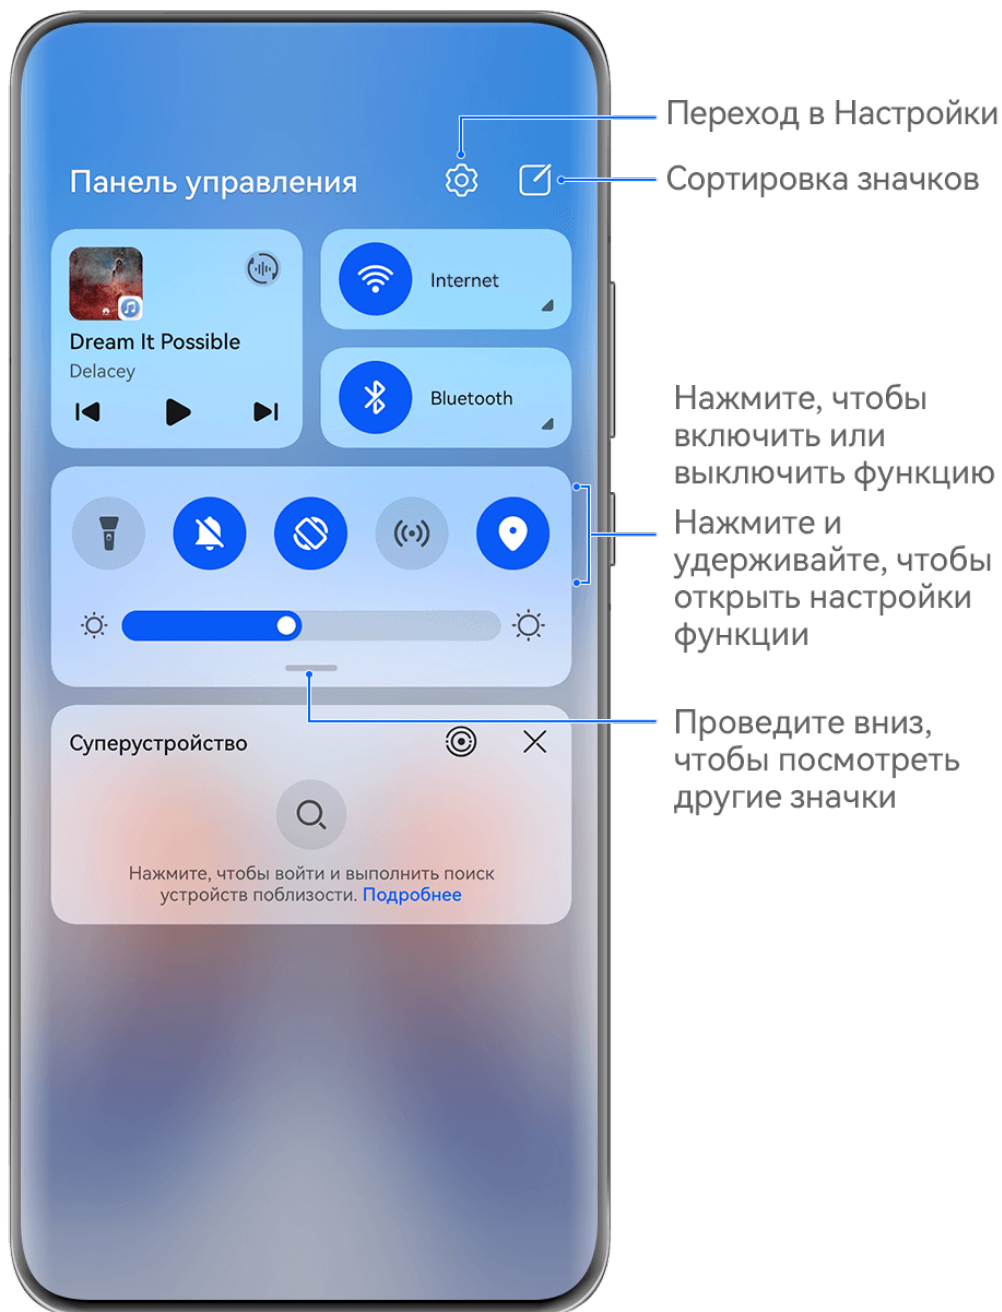 Переход в Настройки
Панель управления
Сортировка значков
Internet
Dream It Possible
Delacey
Bluetooth
Нажмите, чтобы
включить или
выключить функцию
Нажмите и
удерживайте, чтобы
открыть настройки
функции
Проведите вниз,
чтобы посмотреть
другие значки
Суперустройство
Нажмите, чтобы войти и выполнить поиск
устройств поблизости. Подробнее